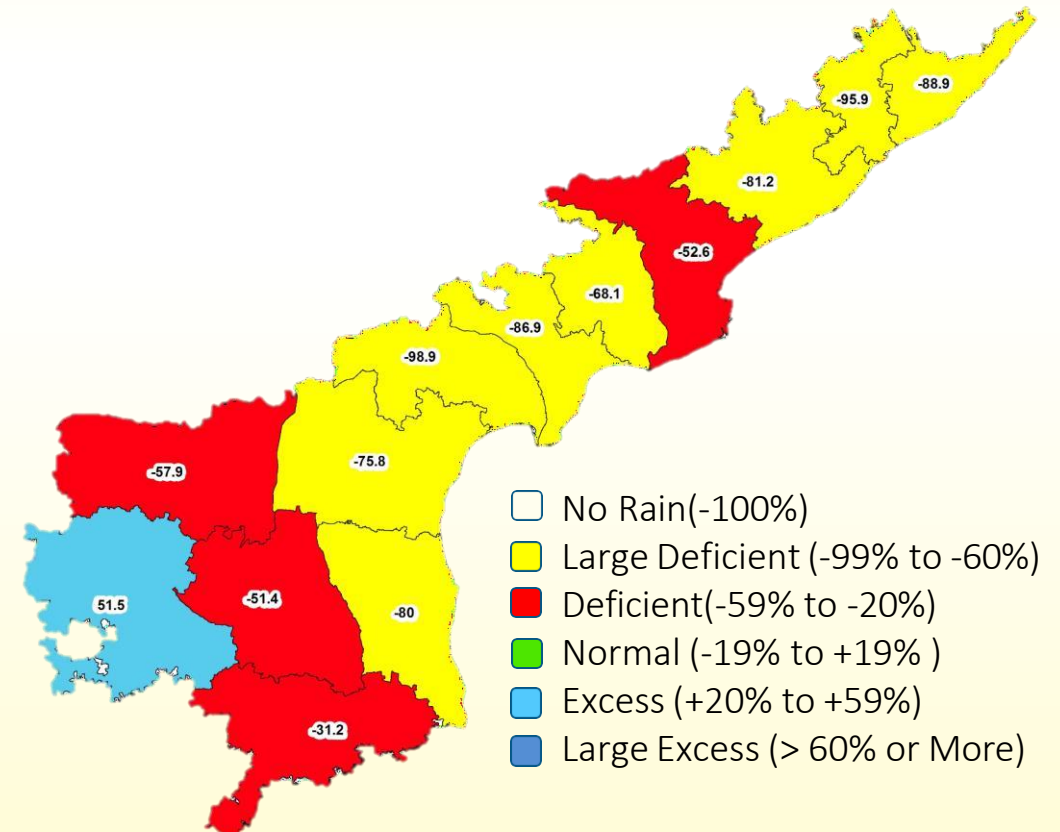 -88.9
-95.9
-81.2
-52.6
-68.1
-86.9
-98.9
-75.8
-57.9
-51.4
51.5
-80
-31.2
No Rain(-100%)
Large Deficient (-99% to -60%)
Deficient(-59% to -20%)
Normal (-19% to +19% )
Excess (+20% to +59%)
Large Excess (> 60% or More)